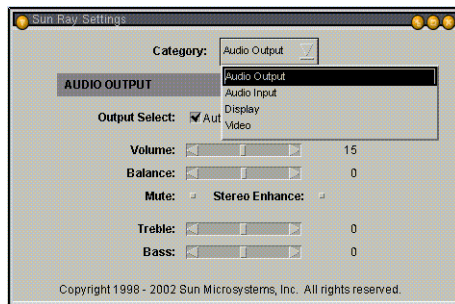 Sun Ray Settings
Category: Audio Output
Audio Output
Audio Input
Display
Video
AUDIO OUTPUT
Output Select: Aut
Volume: 15
Balance: 0
Mute: Stereo Enhance:
Treble: 0
Bass: 0
Copyright 1998 - 2002 Sun Microsystems, Inc. All rights reserved.